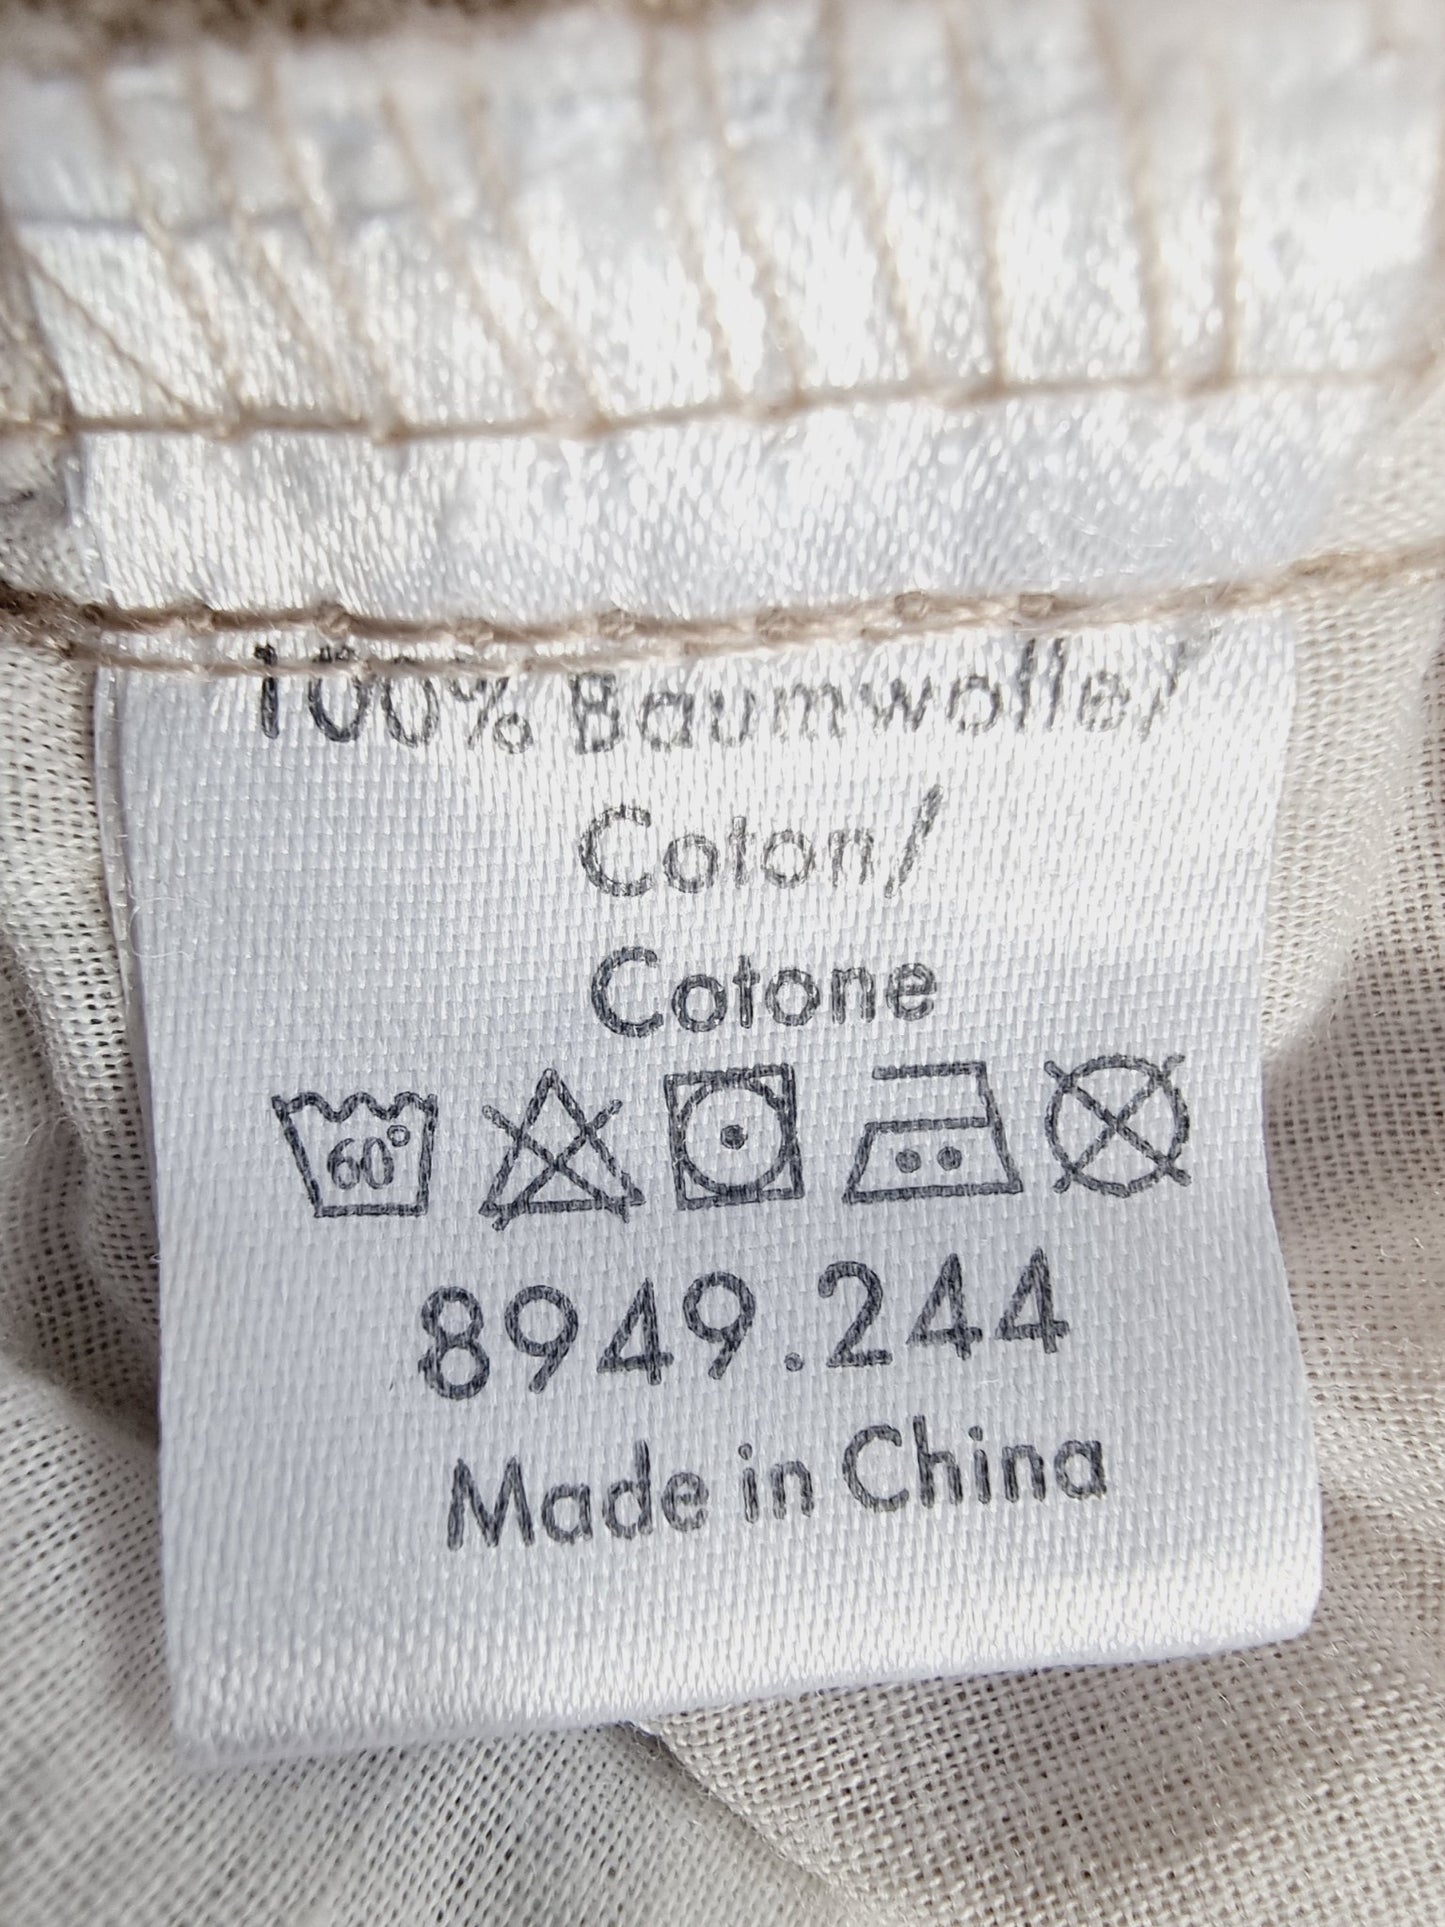 100% Baumwolle/
Coton/
Cotone
60°
8949.244
Made in China